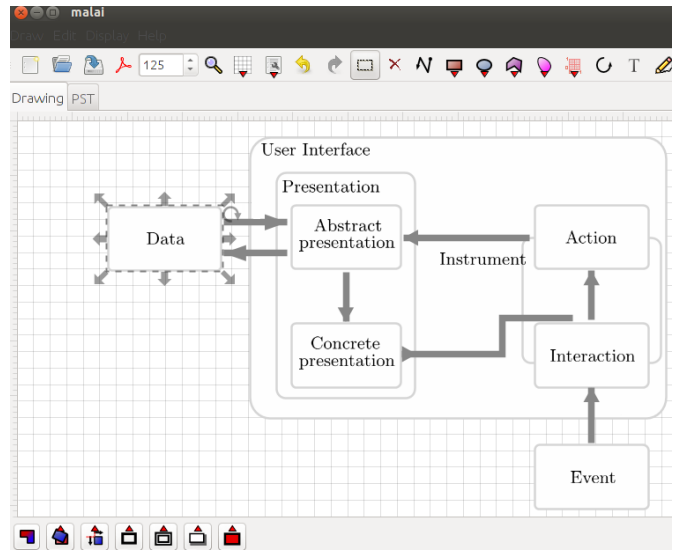 malai
Draw Edit Display Help
125
T
Drawing PST
User Interface
Presentation
Data
Abstract
presentation
Action
Instrument
Concrete
presentation
Interaction
Event